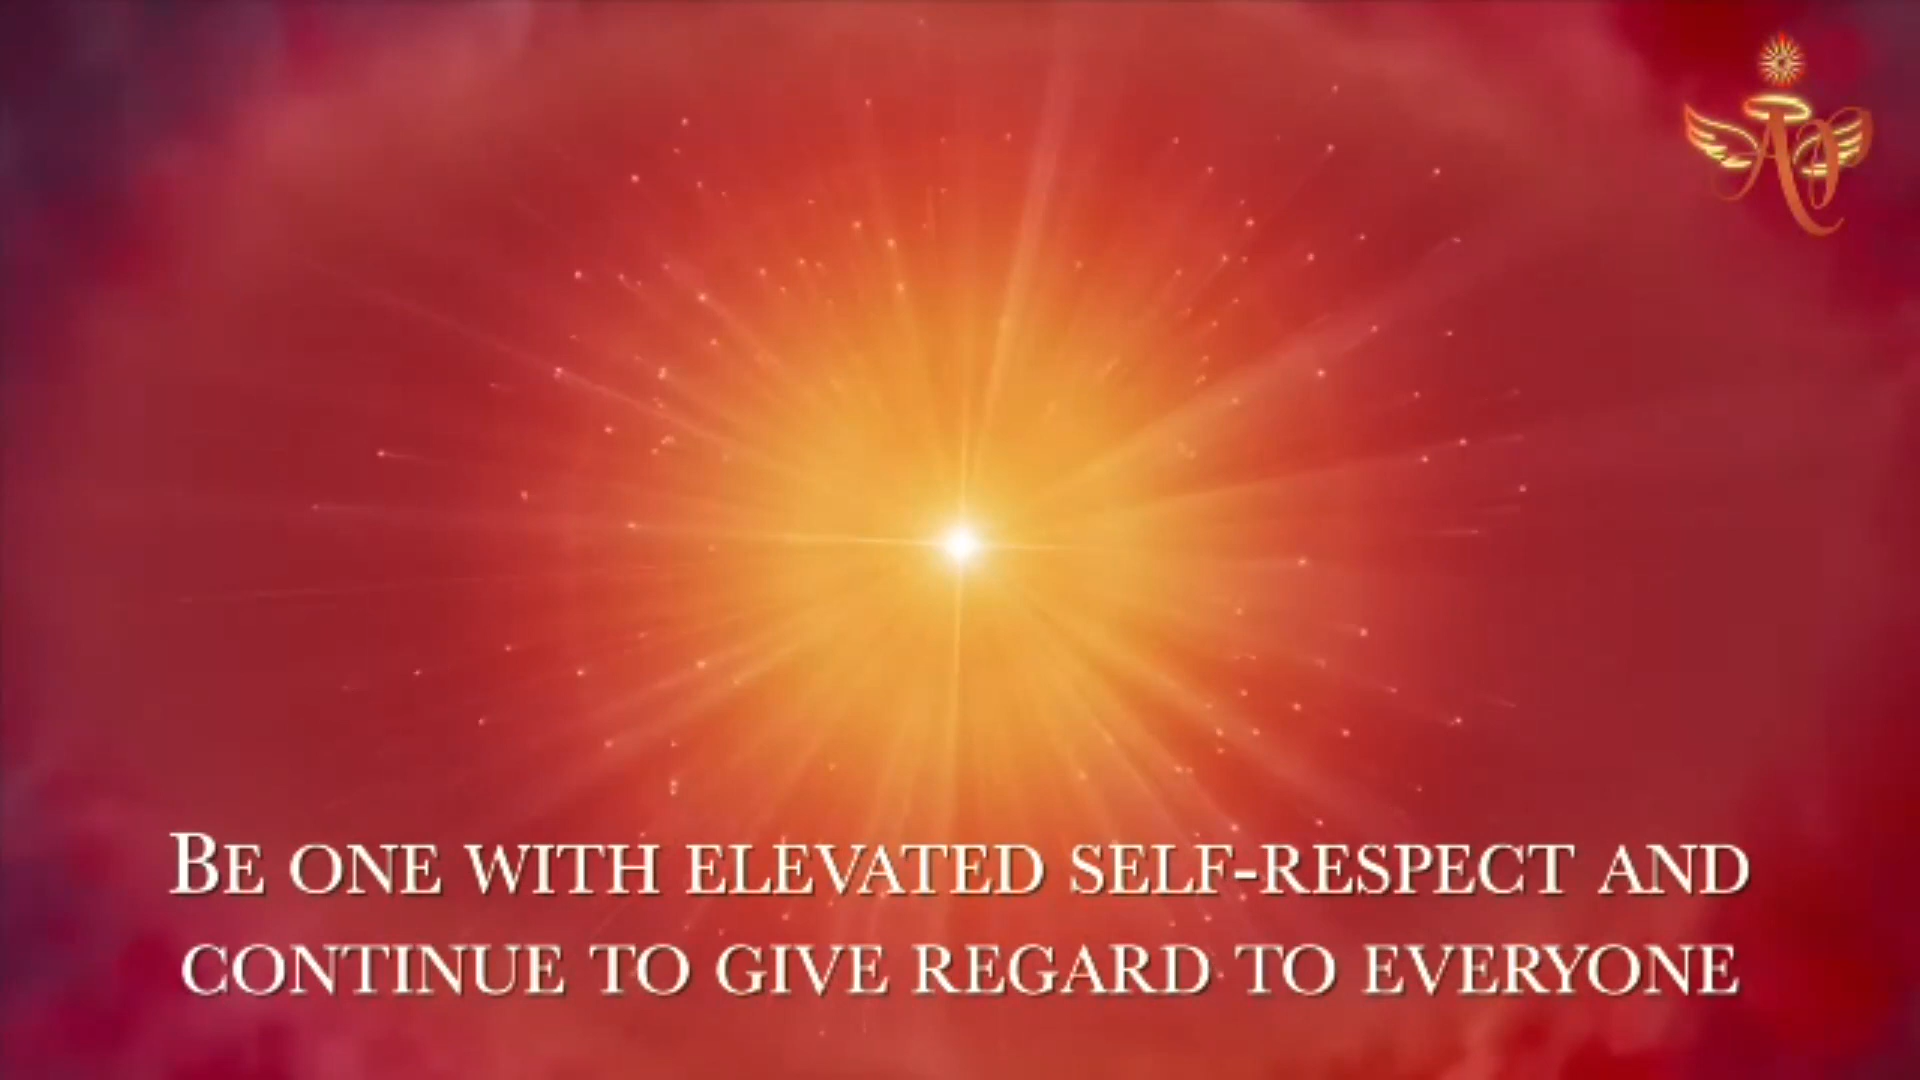 Be one with elevated self-respect and
continue to give regard to everyone